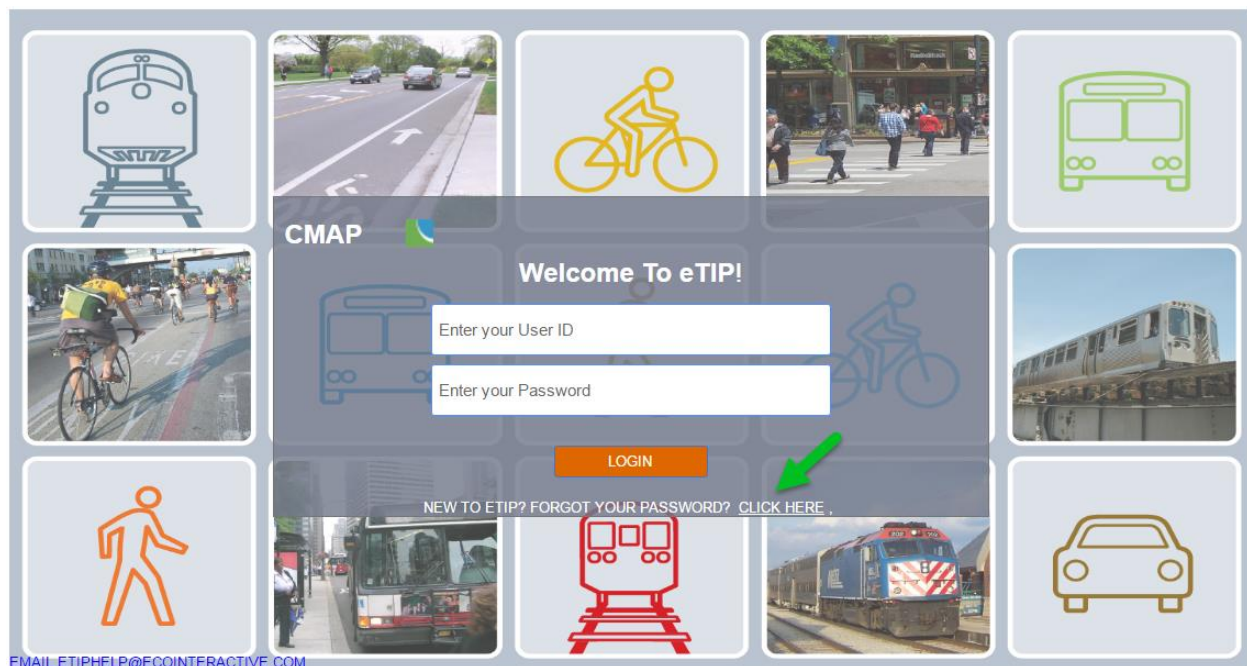 CMAP
Welcome To eTIP!
Enter your User ID
Enter your Password
LOGIN
NEW TO ETIP? FORGOT YOUR PASSWORD? CLICK HERE ,
EMAIL ETIPHELP@ECOINTERACTIVE.COM